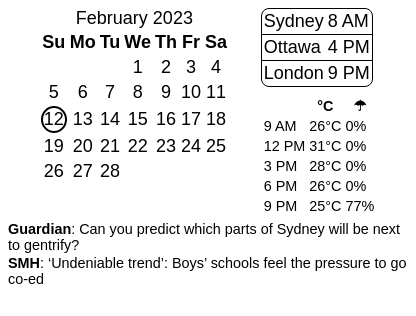 February 2023
Su Mo Tu We Th Fr Sa
1 2 3 4
5 6 7 8 9 10 11
12 13 14 15 16 17 18
19 20 21 22 23 24 25
26 27 28
Sydney 8 AM
Ottawa 4 PM
London 9 PM
°C ☂
9 AM 26°C 0%
12 PM 31°C 0%
3 PM 28°C 0%
6 PM 26°C 0%
9 PM 25°C 77%
Guardian: Can you predict which parts of Sydney will be next
to gentrify?
SMH: ‘Undeniable trend’: Boys’ schools feel the pressure to go
co-ed